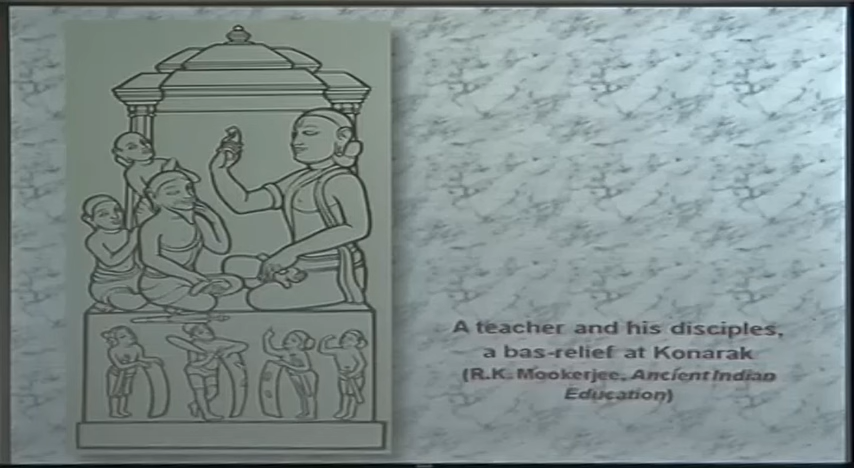 A teacher and his disciples,
a bas-relief at Konarak
(R.K. Mookerjee, Ancient Indian
Education)